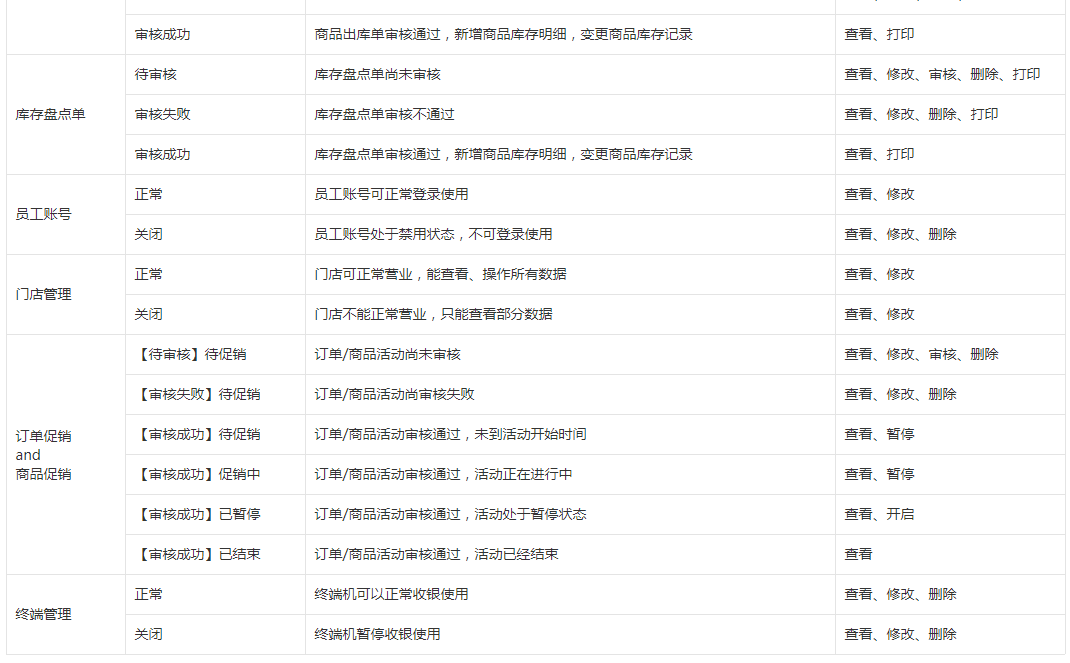 审核成功 商品出库单审核通过，新增商品库存明细，变更商品库存记录 查看、打印
库存盘点单
待审核 库存盘点单尚未审核 查看、修改、审核、删除、打印
审核失败 库存盘点单审核不通过 查看、修改、删除、打印
审核成功 库存盘点单审核通过，新增商品库存明细，变更商品库存记录 查看、打印
员工账号
正常 员工账号可正常登录使用 查看、修改
关闭 员工账号处于禁用状态，不可登录使用 查看、修改、删除
门店管理
正常 门店可正常营业，能查看、操作所有数据 查看、修改
关闭 门店不能正常营业，只能查看部分数据 查看、修改
订单促销
and
商品促销
【待审核】待促销 订单/商品活动尚未审核 查看、修改、审核、删除
【审核失败】待促销 订单/商品活动尚审核失败 查看、修改、删除
【审核成功】待促销 订单/商品活动审核通过，未到活动开始时间 查看、暂停
【审核成功】促销中 订单/商品活动审核通过，活动正在进行中 查看、暂停
【审核成功】已暂停 订单/商品活动审核通过，活动处于暂停状态 查看、开启
【审核成功】已结束 订单/商品活动审核通过，活动已经结束 查看
终端管理
正常 终端机可以正常收银使用 查看、修改、删除
关闭 终端机暂停收银使用 查看、修改、删除